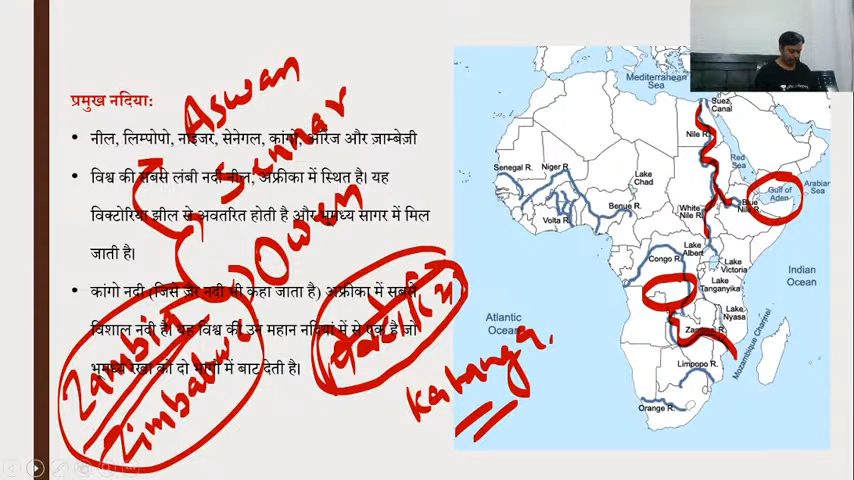 प्रमुख नदिया:
• नील, लिम्पोपो, नाइजर, सेनेगल, कांगो, ऑरेंज और ज़ाम्बेज़ी
• विश्व की सबसे लंबी नदी नील, अफ्रीका में स्थित है। यह
विक्टोरिया झील से अवतरित होती है और भूमध्य सागर में मिल
जाती है।
• कांगो नदी (जिसे ज़ैर नदी भी कहा जाता है) अफ्रीका में सबसे
विशाल नदी है। यह विश्व की उन महान नदियों में से एक है जो
भूमध्य रेखा को दो भागों में बाट देती है।
Aswan
Sennar
Owen
Zambia
Zimbabwe
Katanga.
Mediterranean
Sea
Suez
Canal
Nile R.
Red
Sea
Arabian
Sea
Gulf of
Aden
Senegal R.
Niger R.
Lake
Chad
Blue
Nile R.
White
Nile R.
Benue R.
Volta R.
Lake
Albert
Congo R.
Lake
Victoria
Lake
Tanganyika
Indian
Ocean
Lake
Nyasa
Atlantic
Ocean
Zambezi R.
Mozambique Channel
Limpopo R.
Orange R.